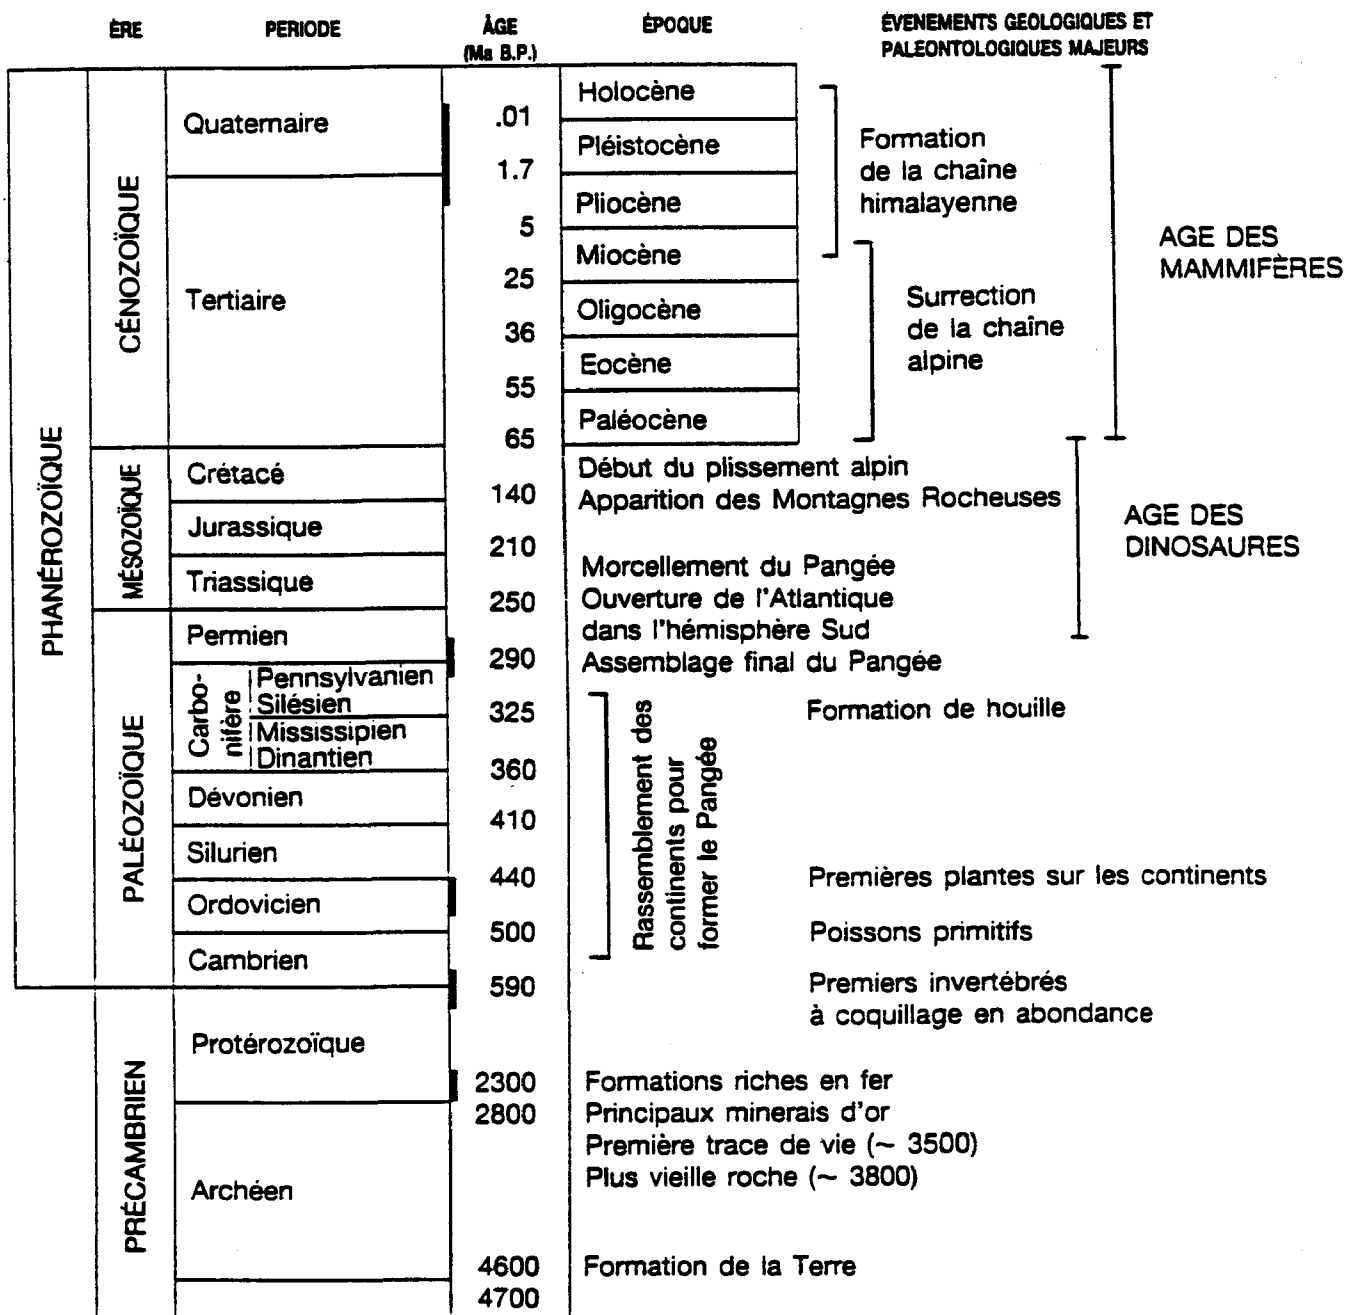 ÈRE PERIODE ÂGE ÉPOQUE ÉVENEMENTS GEOLOGIQUES ET
(Ma B.P.) PALEONTOLOGIQUES MAJEURS
PHANÉROZOÏQUE
CÉNOZOÏQUE
Quaternaire
Tertiaire
.01
1.7
5
25
36
55
65
Holocène
Pléistocène
Pliocène
Miocène
Oligocène
Eocène
Paléocène
Formation
de la chaîne
himalayenne
Surrection
de la chaîne
alpine
AGE DES
MAMMIFÈRES
MÉSOZOÏQUE
Crétacé
Jurassique
Triassique
140
210
250
Début du plissement alpin
Apparition des Montagnes Rocheuses
Morcellement du Pangée
Ouverture de l'Atlantique
dans l'hémisphère Sud
Assemblage final du Pangée
AGE DES
DINOSAURES
PALÉOZOÏQUE
Permien
Carbo-
nifère
Pennsylvanien
Silésien
Mississipien
Dinantien
Dévonien
Silurien
Ordovicien
Cambrien
290
325
360
410
440
500
590
Rassemblement des
continents pour
former le Pangée
Formation de houille
Premières plantes sur les continents
Poissons primitifs
Premiers invertébrés
à coquillage en abondance
PRÉCAMBRIEN
Protérozoïque
Archéen
2300 Formations riches en fer
2800 Principaux minerais d'or
Première trace de vie (~ 3500)
Plus vieille roche (~ 3800)
4600 Formation de la Terre
4700